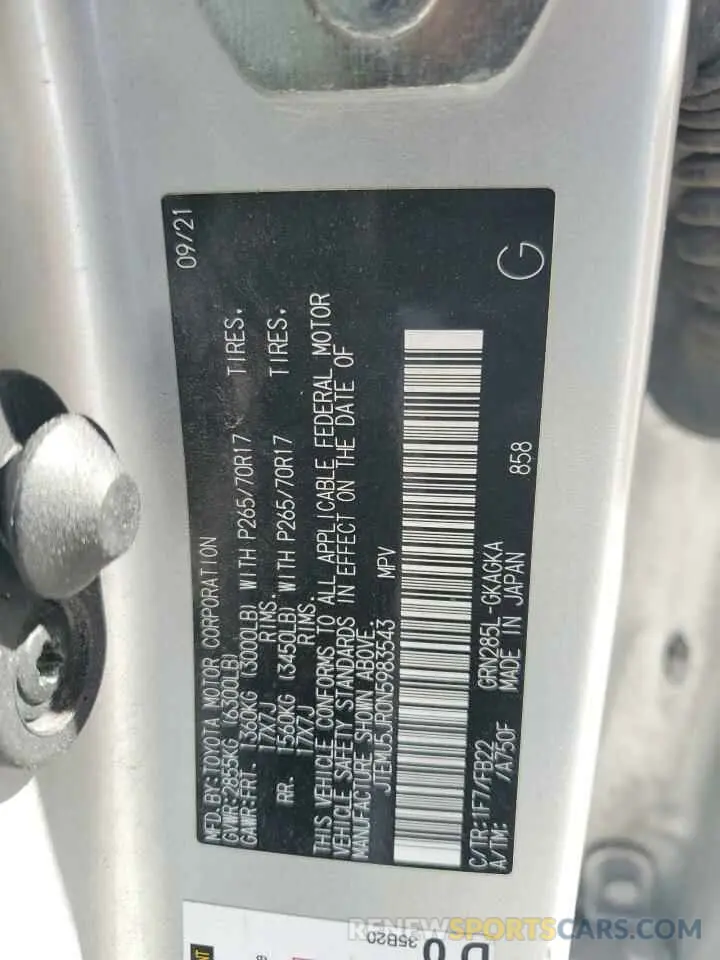 MFD.BY:TOYOTA MOTOR CORPORATION 09/21
GVWR:2855KG (6300LB)
GAWR:FRT. 1360KG (3000LB) WITH P265/70R17 TIRES,
17X7J RIMS,
RR. 1560KG (3450LB) WITH P265/70R17 TIRES,
17X7J RIMS.
THIS VEHICLE CONFORMS TO ALL APPLICABLE FEDERAL MOTOR
VEHICLE SAFETY STANDARDS IN EFFECT ON THE DATE OF
MANUFACTURE SHOWN ABOVE.
JTEMU5JR0N5983543 MPV
C/TR:1F7/FB22 GRN285L-GKAGKA 858
A/TM: /A750F MADE IN JAPAN
G
35B20
RENEWSPORTSCARS.COM